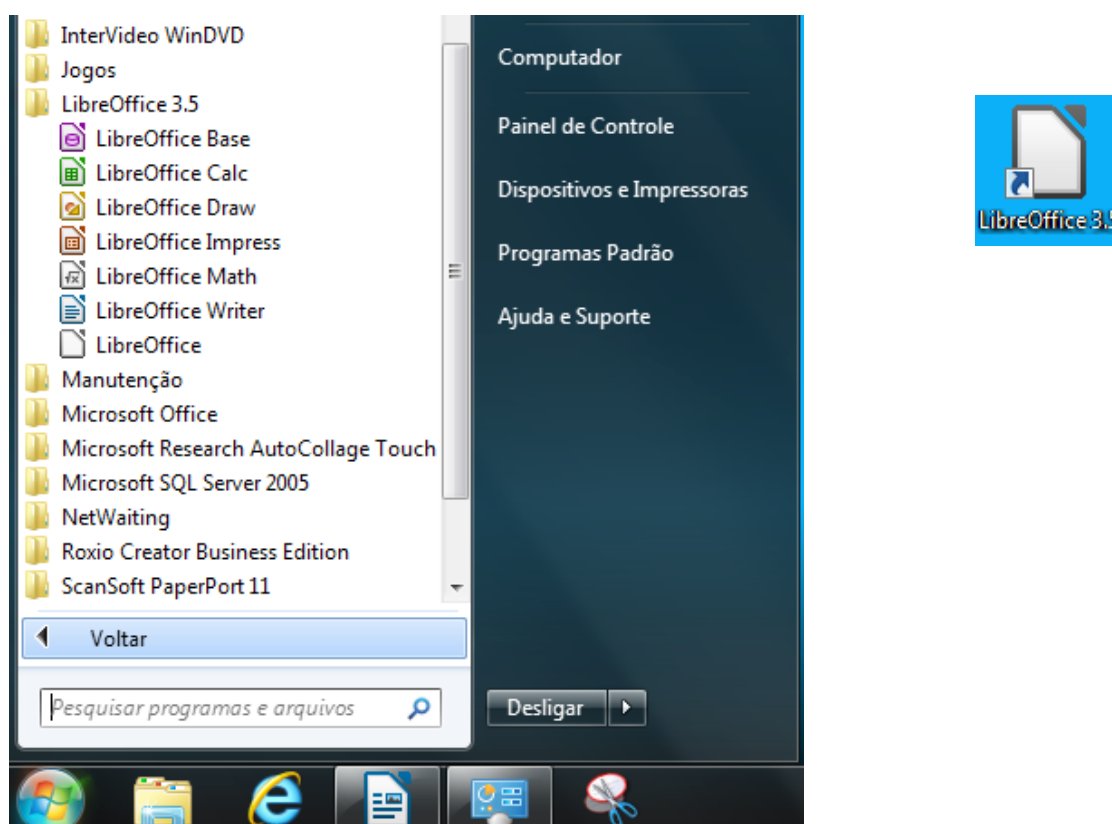 InterVideo WinDVD
Jogos
LibreOffice 3.5
LibreOffice Base
LibreOffice Calc
LibreOffice Draw
LibreOffice Impress
LibreOffice Math
LibreOffice Writer
LibreOffice
Manutenção
Microsoft Office
Microsoft Research AutoCollage Touch
Microsoft SQL Server 2005
NetWaiting
Roxio Creator Business Edition
ScanSoft PaperPort 11
Voltar
Pesquisar programas e arquivos
Computador
Painel de Controle
Dispositivos e Impressoras
Programas Padrão
Ajuda e Suporte
Desligar
LibreOffice 3.5